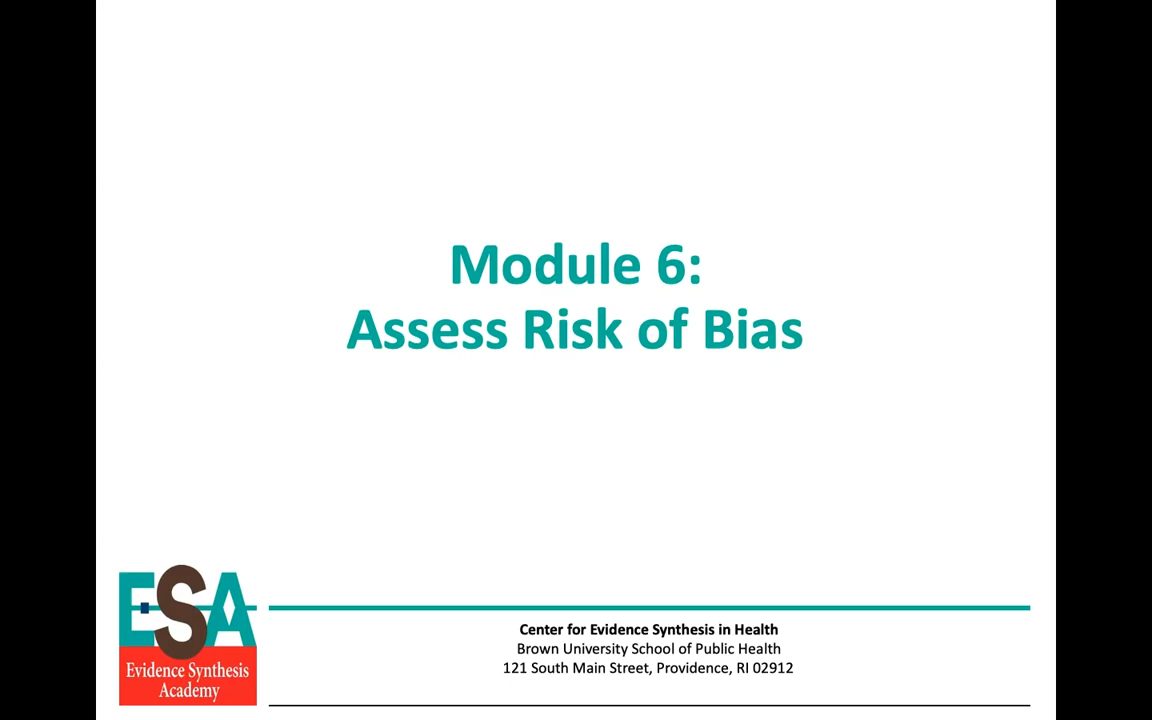 Module 6:
Assess Risk of Bias
ESA
Evidence Synthesis
Academy
Center for Evidence Synthesis in Health
Brown University School of Public Health
121 South Main Street, Providence, RI 02912